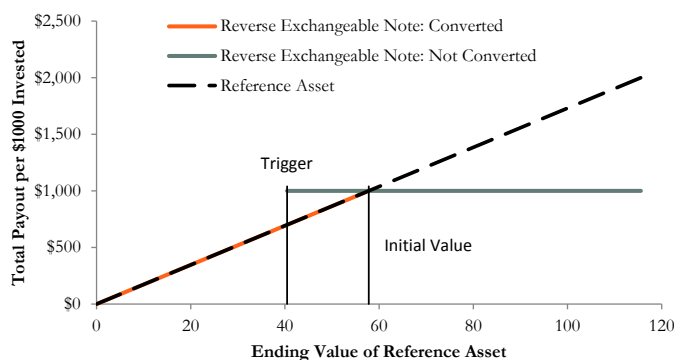 $2,500
Reverse Exchangeable Note: Converted
Reverse Exchangeable Note: Not Converted
$2,000
Reference Asset
$1,500
Trigger
$1,000
Initial Value
$500
$0
Total Payout per $1000 Invested
0 20 40 60 80 100 120
Ending Value of Reference Asset